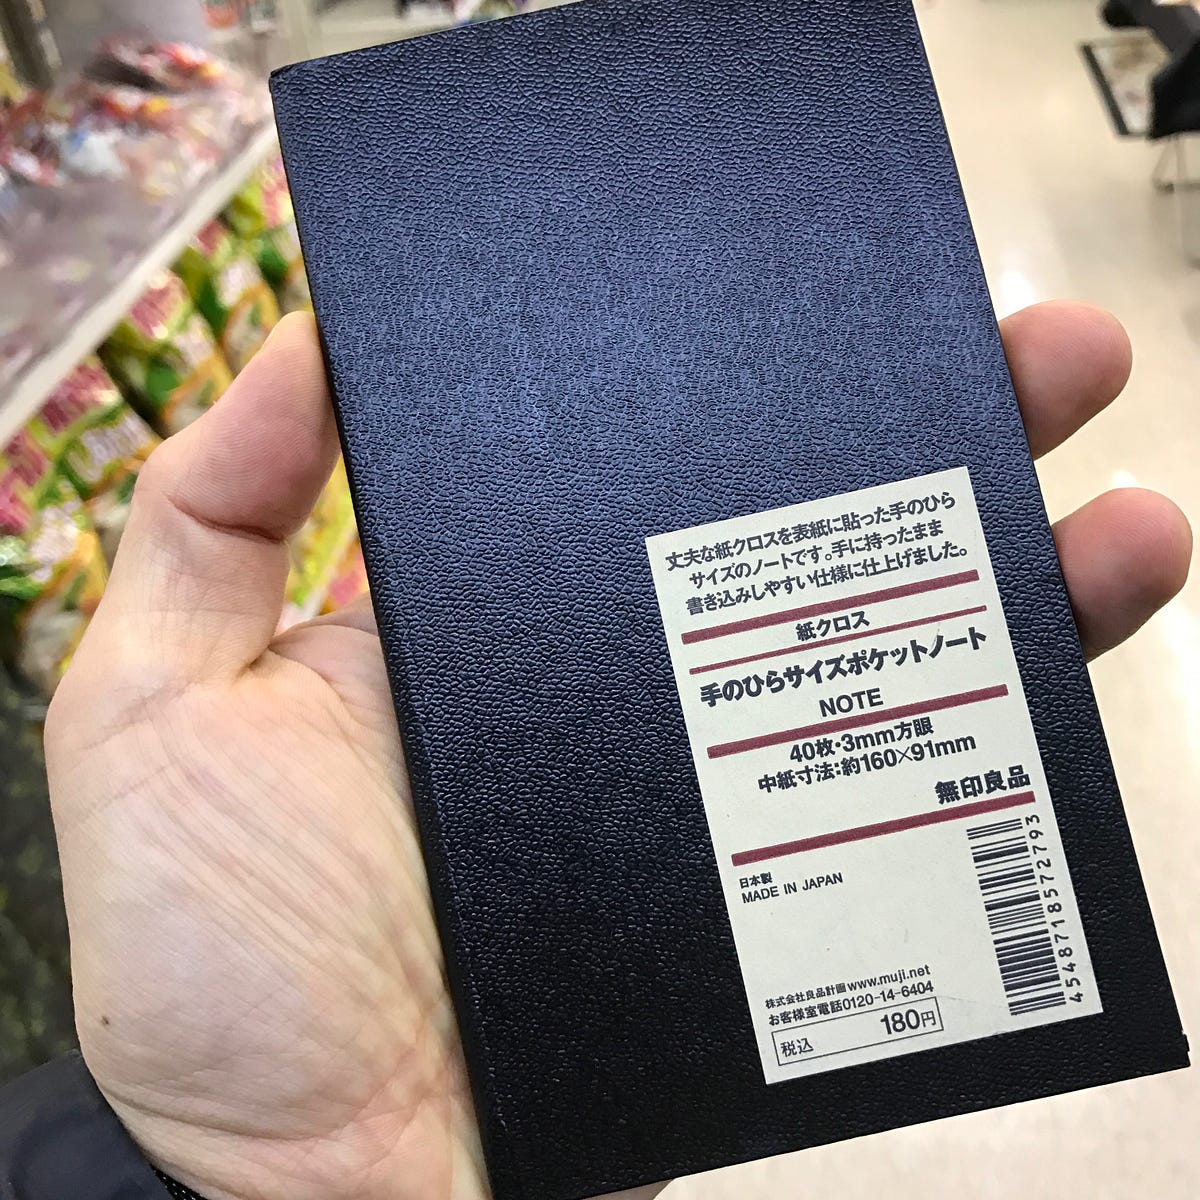 丈夫な紙クロスを表紙に貼った手のひら
サイズのノートです。手に持ったまま
書き込みしやすい仕様に仕上げました。
紙クロス
手のひらサイズポケットノート
NOTE
40枚・3mm方眼
中紙寸法:約160×91mm
無印良品
日本製
MADE IN JAPAN
株式会社良品計画 www.muji.net
お客様室電話0120-14-6404
税込 180円
4548718572793